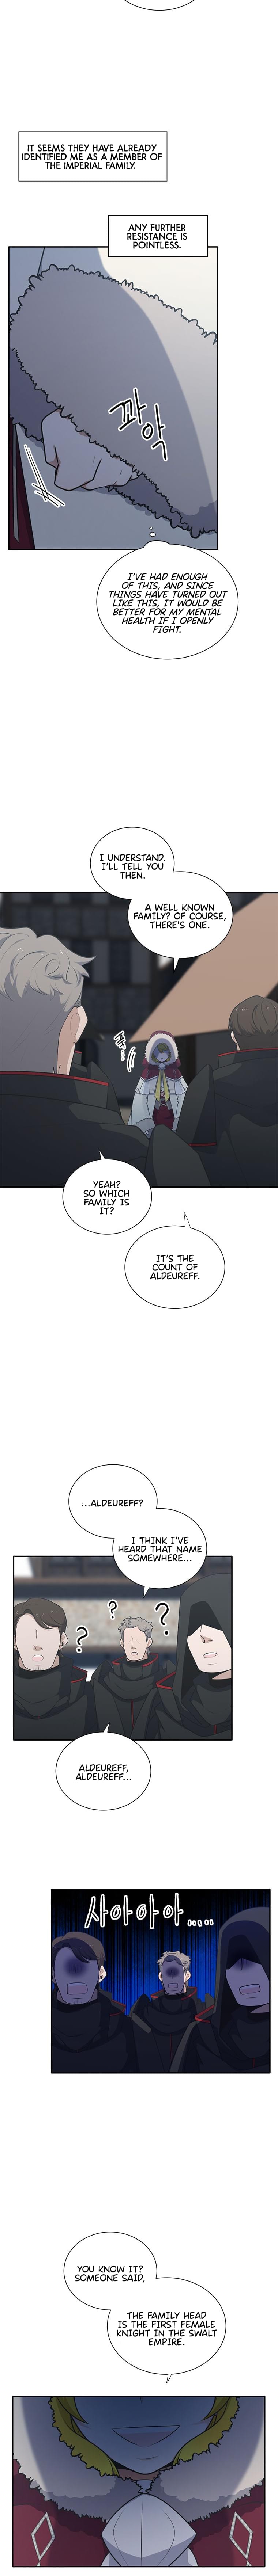 IT SEEMS THEY HAVE ALREADY
IDENTIFIED ME AS A MEMBER OF
THE IMPERIAL FAMILY.
ANY FURTHER
RESISTANCE IS
POINTLESS.
꽈악
I'VE HAD ENOUGH
OF THIS, AND SINCE
THINGS HAVE TURNED OUT
LIKE THIS, IT WOULD BE
BETTER FOR MY MENTAL
HEALTH IF I OPENLY
FIGHT.
I UNDERSTAND.
I'LL TELL YOU
THEN.
A WELL KNOWN
FAMILY? OF COURSE,
THERE'S ONE.
YEAH?
SO WHICH
FAMILY IS
IT?
IT'S THE
COUNT OF
ALDEUREFF.
...ALDEUREFF?
I THINK I'VE
HEARD THAT NAME
SOMEWHERE...
?
?
?
ALDEUREFF,
ALDEUREFF...
사아아아.....
YOU KNOW IT?
SOMEONE SAID,
THE FAMILY HEAD
IS THE FIRST FEMALE
KNIGHT IN THE SWALT
EMPIRE.